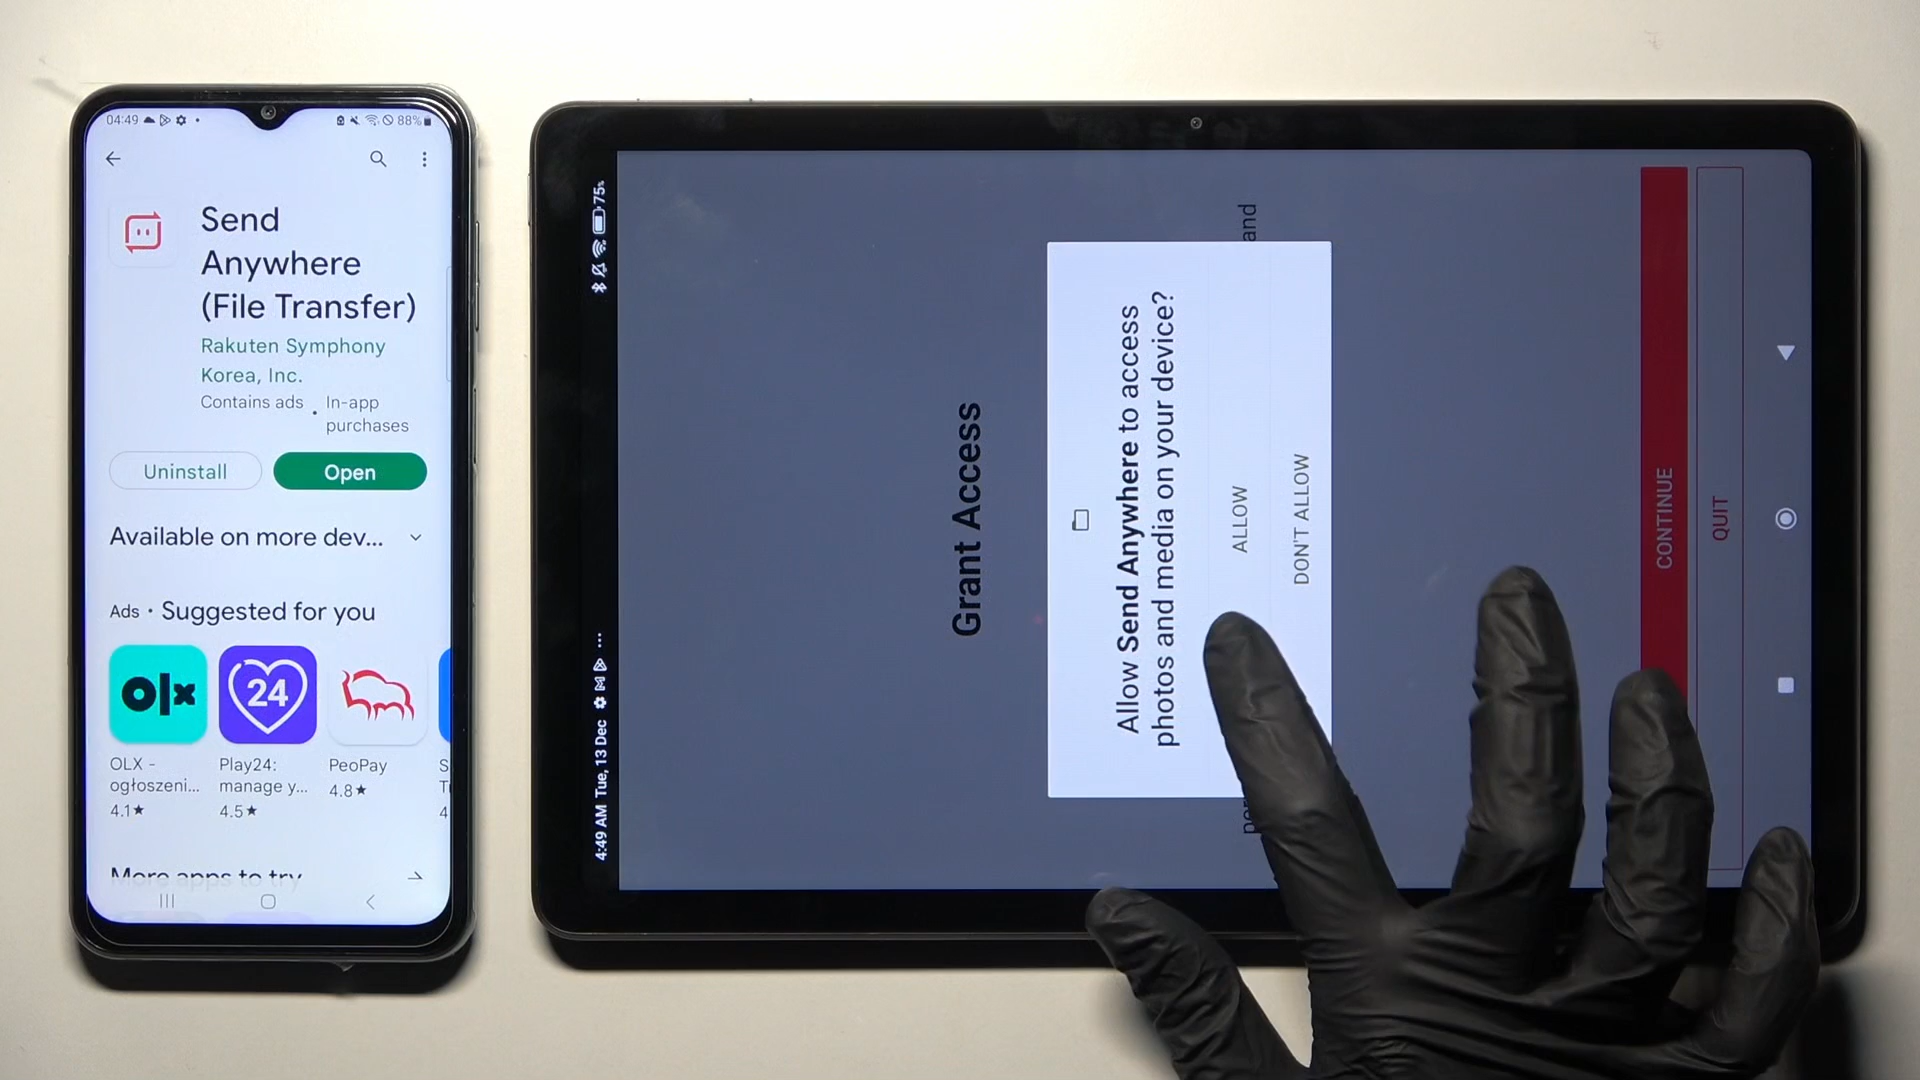 04:49
88%
Send
Anywhere
(File Transfer)
Rakuten Symphony
Korea, Inc.
Contains ads • In-app
purchases
Uninstall
Open
Available on more dev...
Ads • Suggested for you
olx
24
OLX -
ogłoszeni...
4.1★
Play24:
manage y...
4.5★
PeoPay
4.8★
S
T
4
More apps to try
4:49 AM Tue, 13 Dec
75%
Grant Access
and
Allow Send Anywhere to access
photos and media on your device?
ALLOW
DON'T ALLOW
CONTINUE
QUIT